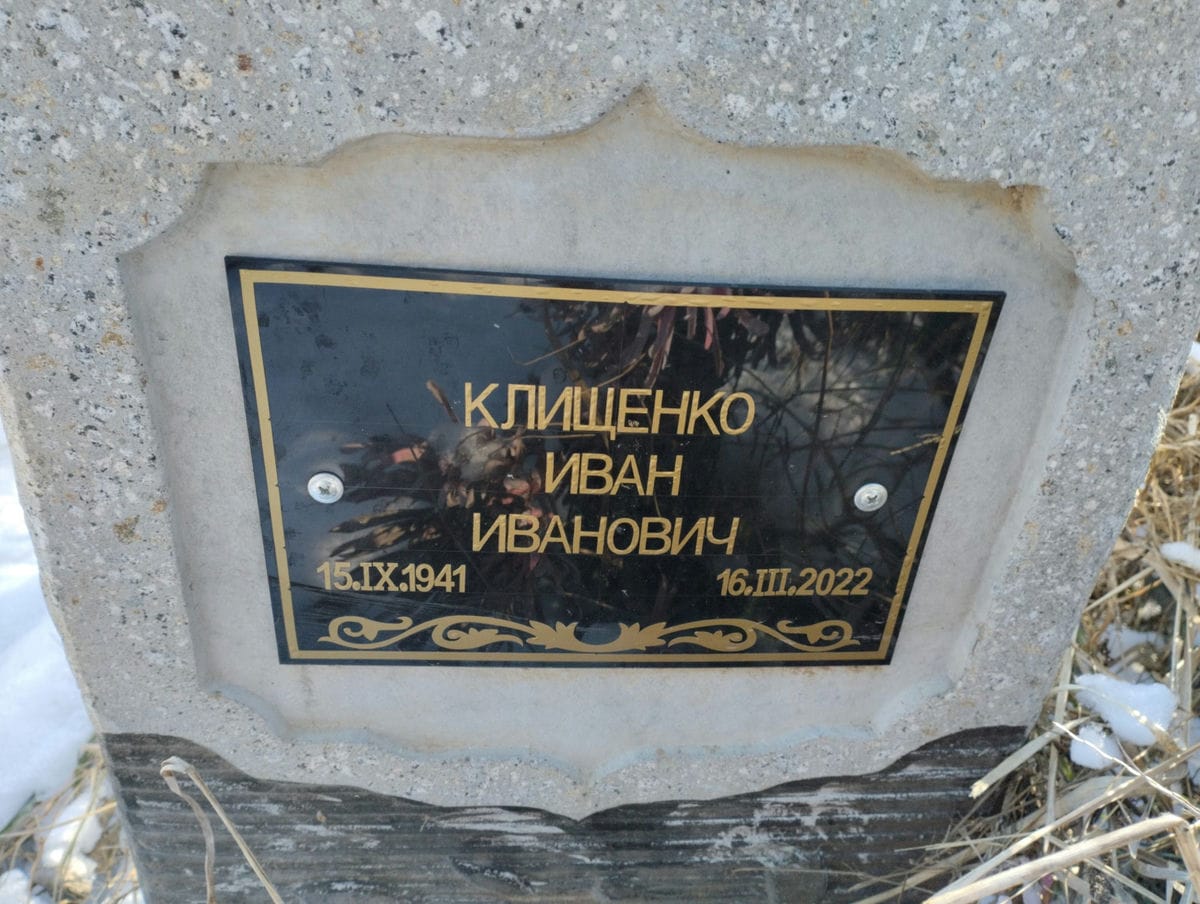 КЛИЩЕНКО
ИВАН
ИВАНОВИЧ
15.IX.1941 16.III.2022